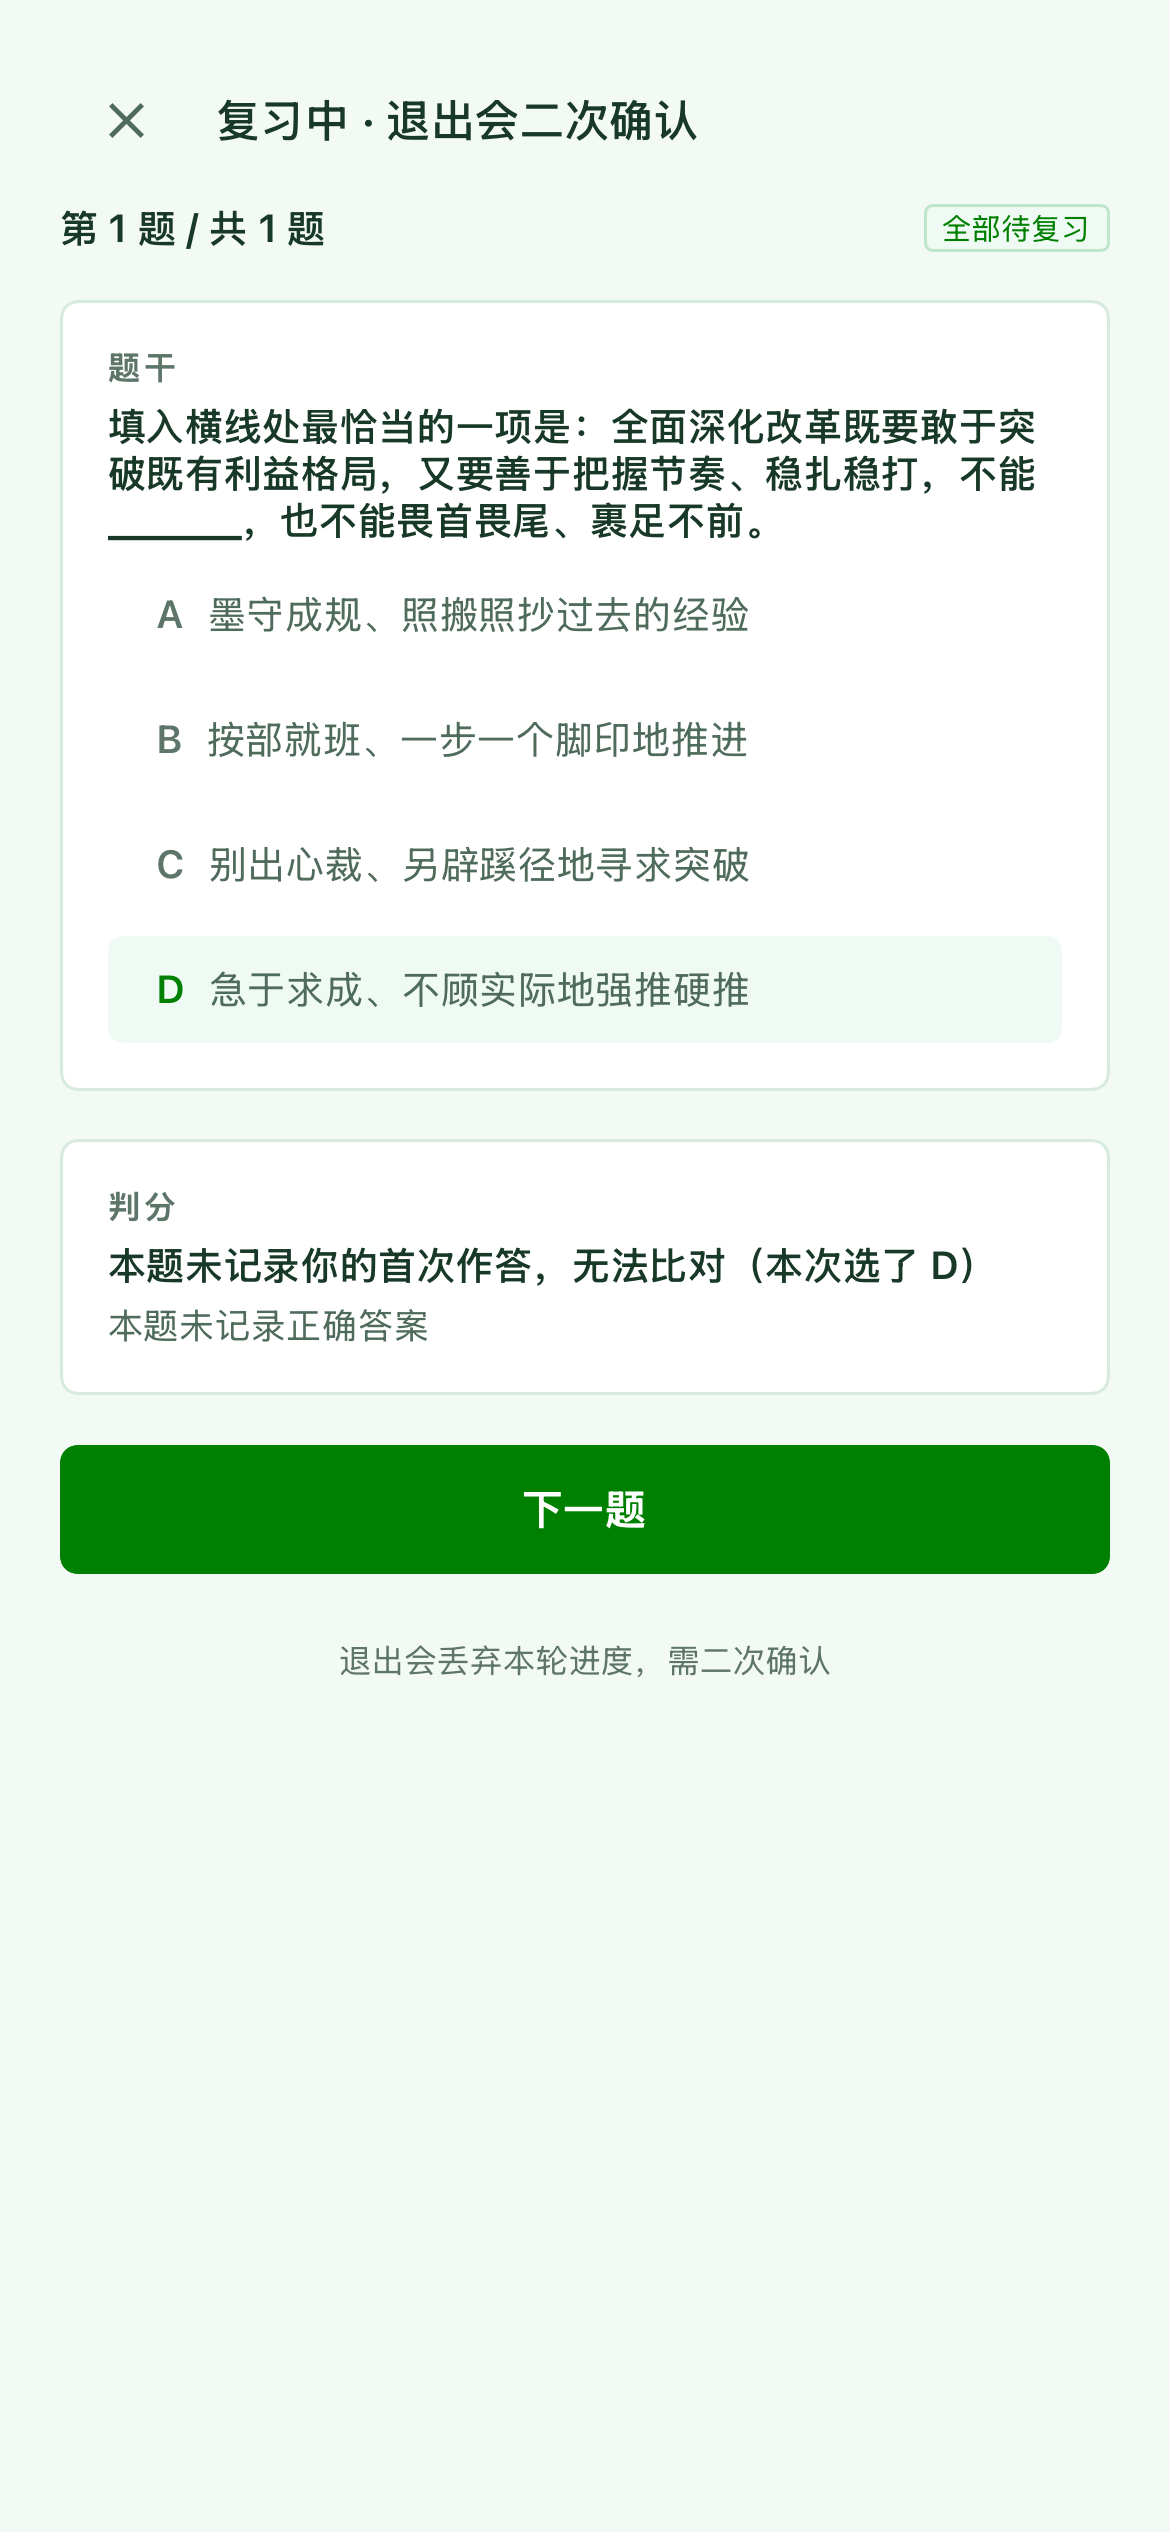 复习中 · 退出会二次确认
第 1 题 / 共 1 题
全部待复习
题干
填入横线处最恰当的一项是：全面深化改革既要敢于突
破既有利益格局，又要善于把握节奏、稳扎稳打，不能
_______，也不能畏首畏尾、裹足不前。
A 墨守成规、照搬照抄过去的经验
B 按部就班、一步一个脚印地推进
C 别出心裁、另辟蹊径地寻求突破
D 急于求成、不顾实际地强推硬推
判分
本题未记录你的首次作答，无法比对（本次选了 D）
本题未记录正确答案
下一题
退出会丢弃本轮进度，需二次确认